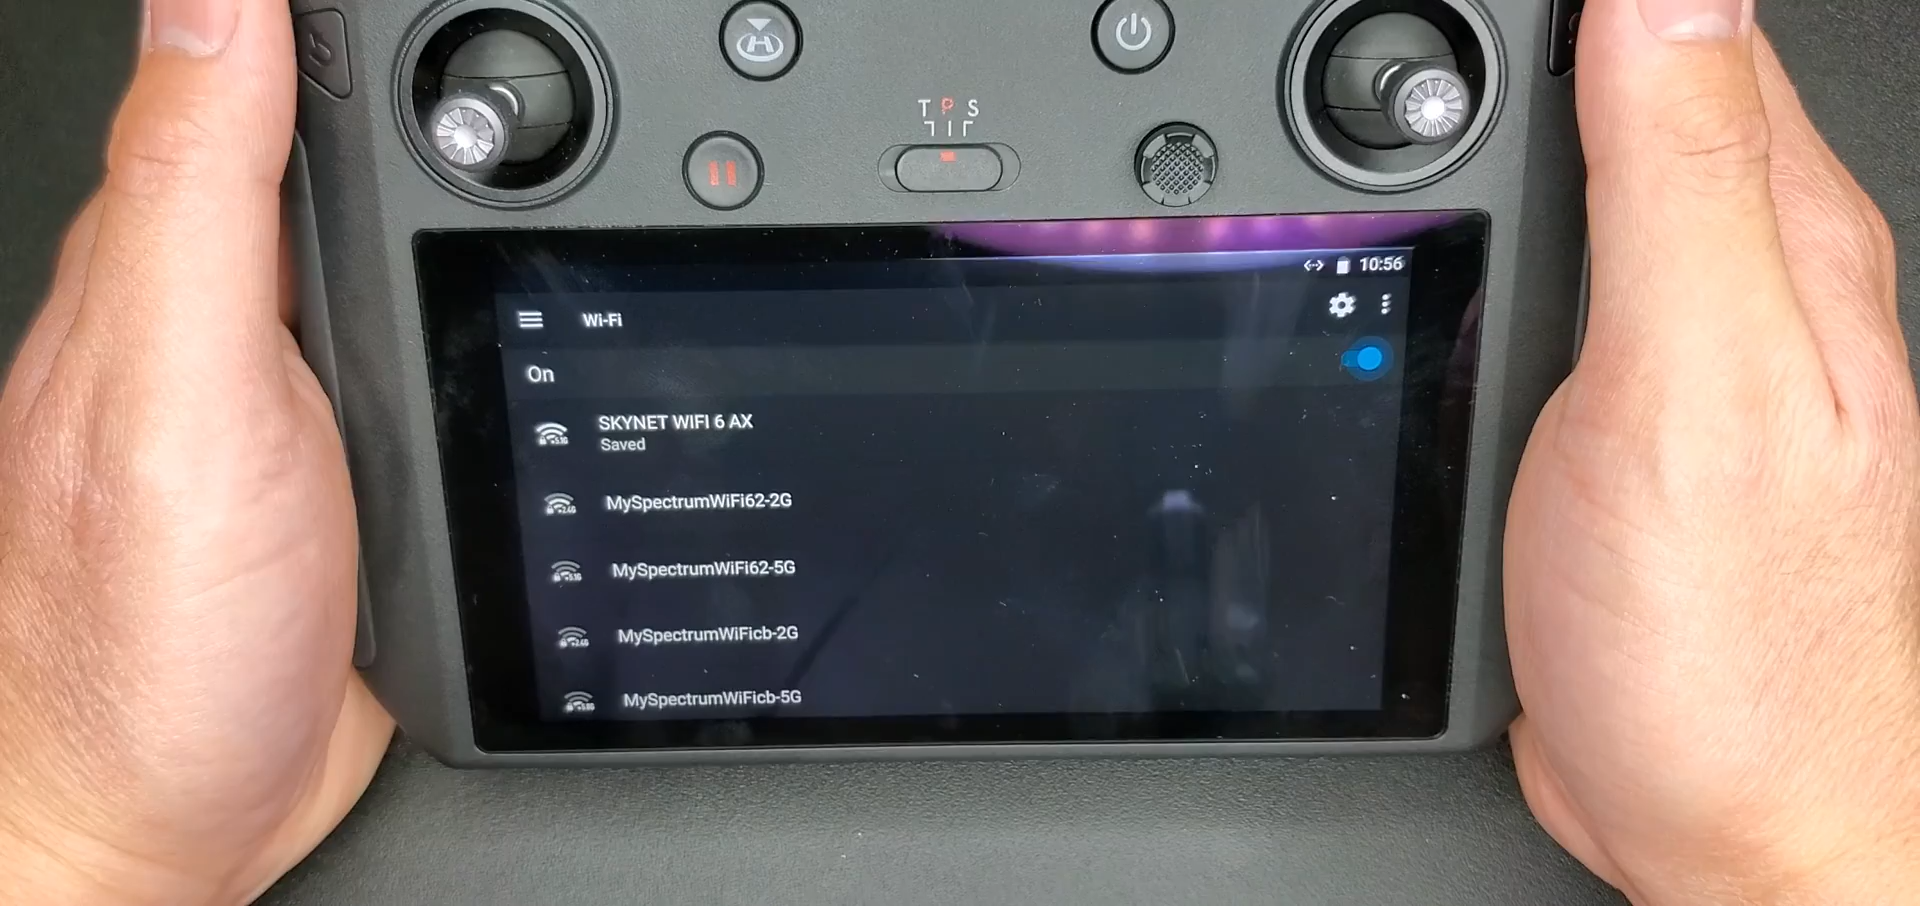 T P S
10:56
Wi-Fi
On
SKYNET WIFI 6 AX
Saved
MySpectrumWiFi62-2G
MySpectrumWiFi62-5G
MySpectrumWiFicb-2G
MySpectrumWiFicb-5G